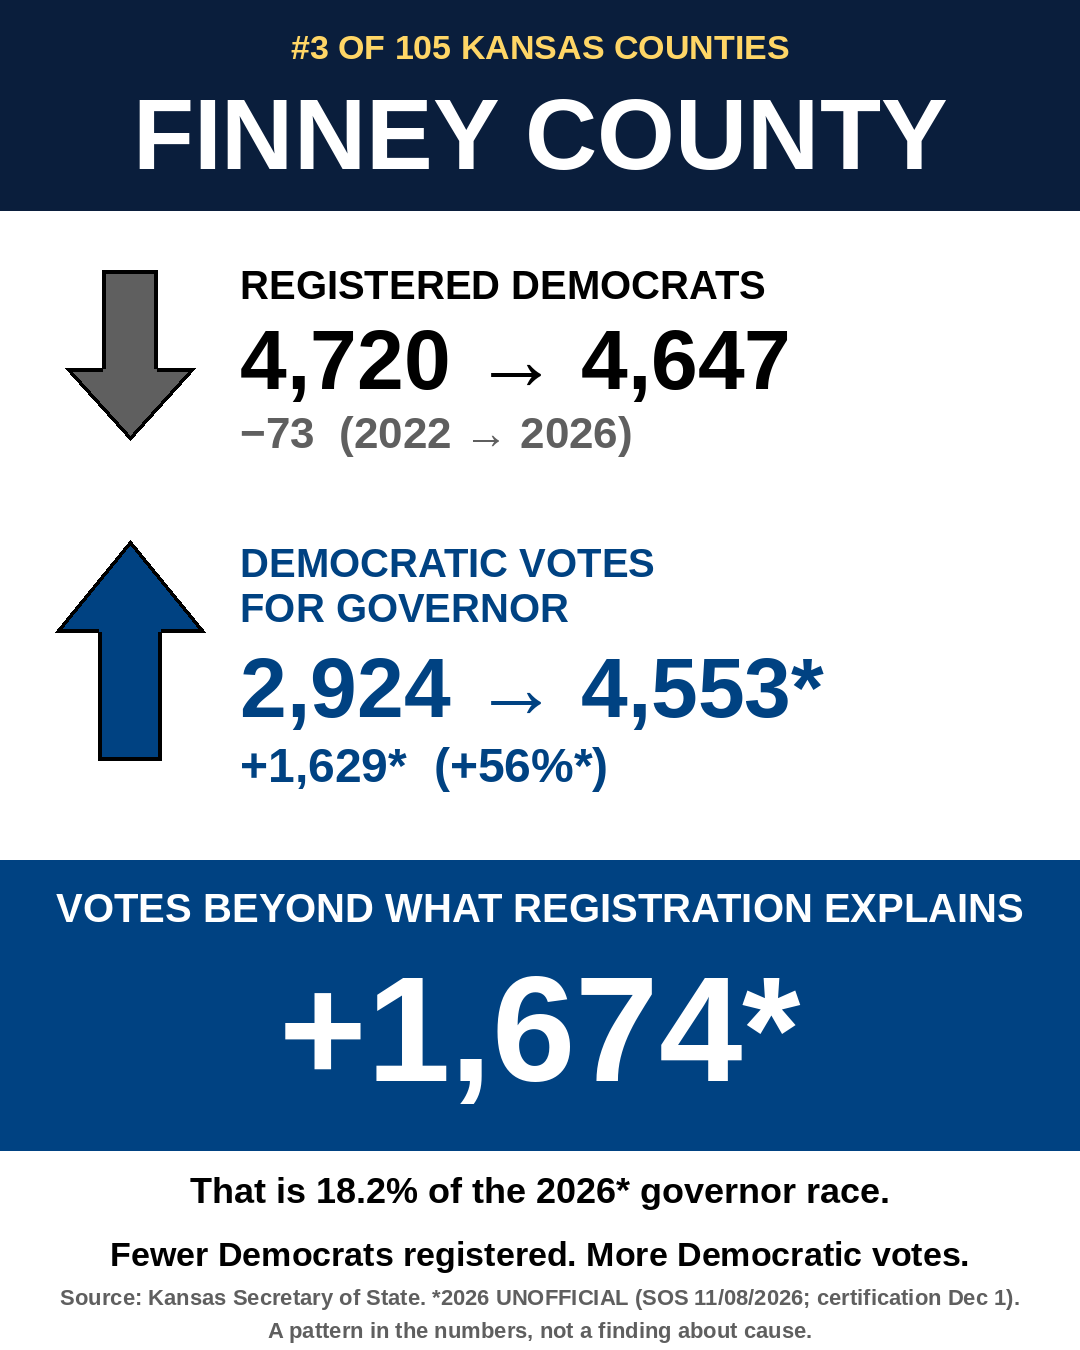 #3 OF 105 KANSAS COUNTIES
FINNEY COUNTY
REGISTERED DEMOCRATS
4,720 → 4,647
−73 (2022 → 2026)
DEMOCRATIC VOTES
FOR GOVERNOR
2,924 → 4,553*
+1,629* (+56%*)
VOTES BEYOND WHAT REGISTRATION EXPLAINS
+1,674*
That is 18.2% of the 2026* governor race.
Fewer Democrats registered. More Democratic votes.
Source: Kansas Secretary of State. *2026 UNOFFICIAL (SOS 11/08/2026; certification Dec 1).
A pattern in the numbers, not a finding about cause.